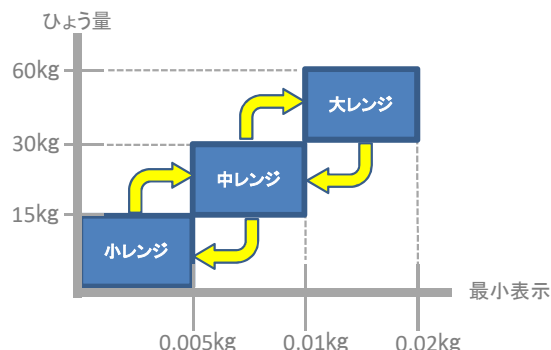 ひょう量
60kg
大レンジ
30kg
中レンジ
15kg
小レンジ
最小表示
0.005kg
0.01kg
0.02kg